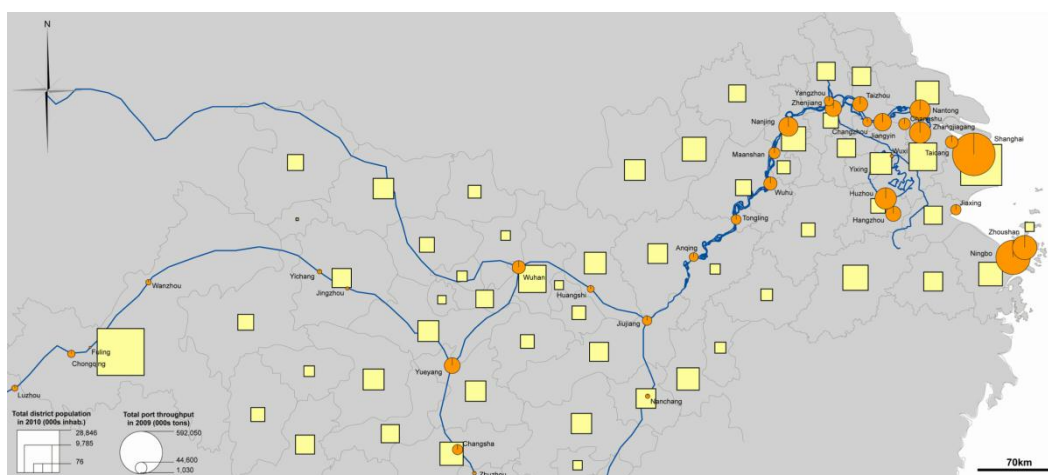 N
Yangzhou
Taizhou
Zhenjiang
Nantong
Nanjing
Changshu
Changzhou
Jiangyin
Zhangjiagang
Shanghai
Maanshan
Wuxi
Taicang
Yixing
Wuhu
Huzhou
Jiaxing
Hangzhou
Tongling
Zhoushan
Anqing
Ningbo
Wuhan
Yichang
Wanzhou
Jingzhou
Huangshi
Jiujiang
Fuling
Chongqing
Yueyang
Luzhou
Nanchang
Changsha
Zhuzhou
Total district population
in 2010 (000s inhab.)
28,846
9,785
76
Total port throughput
in 2009 (000s tons)
592,050
44,600
1,030
70km